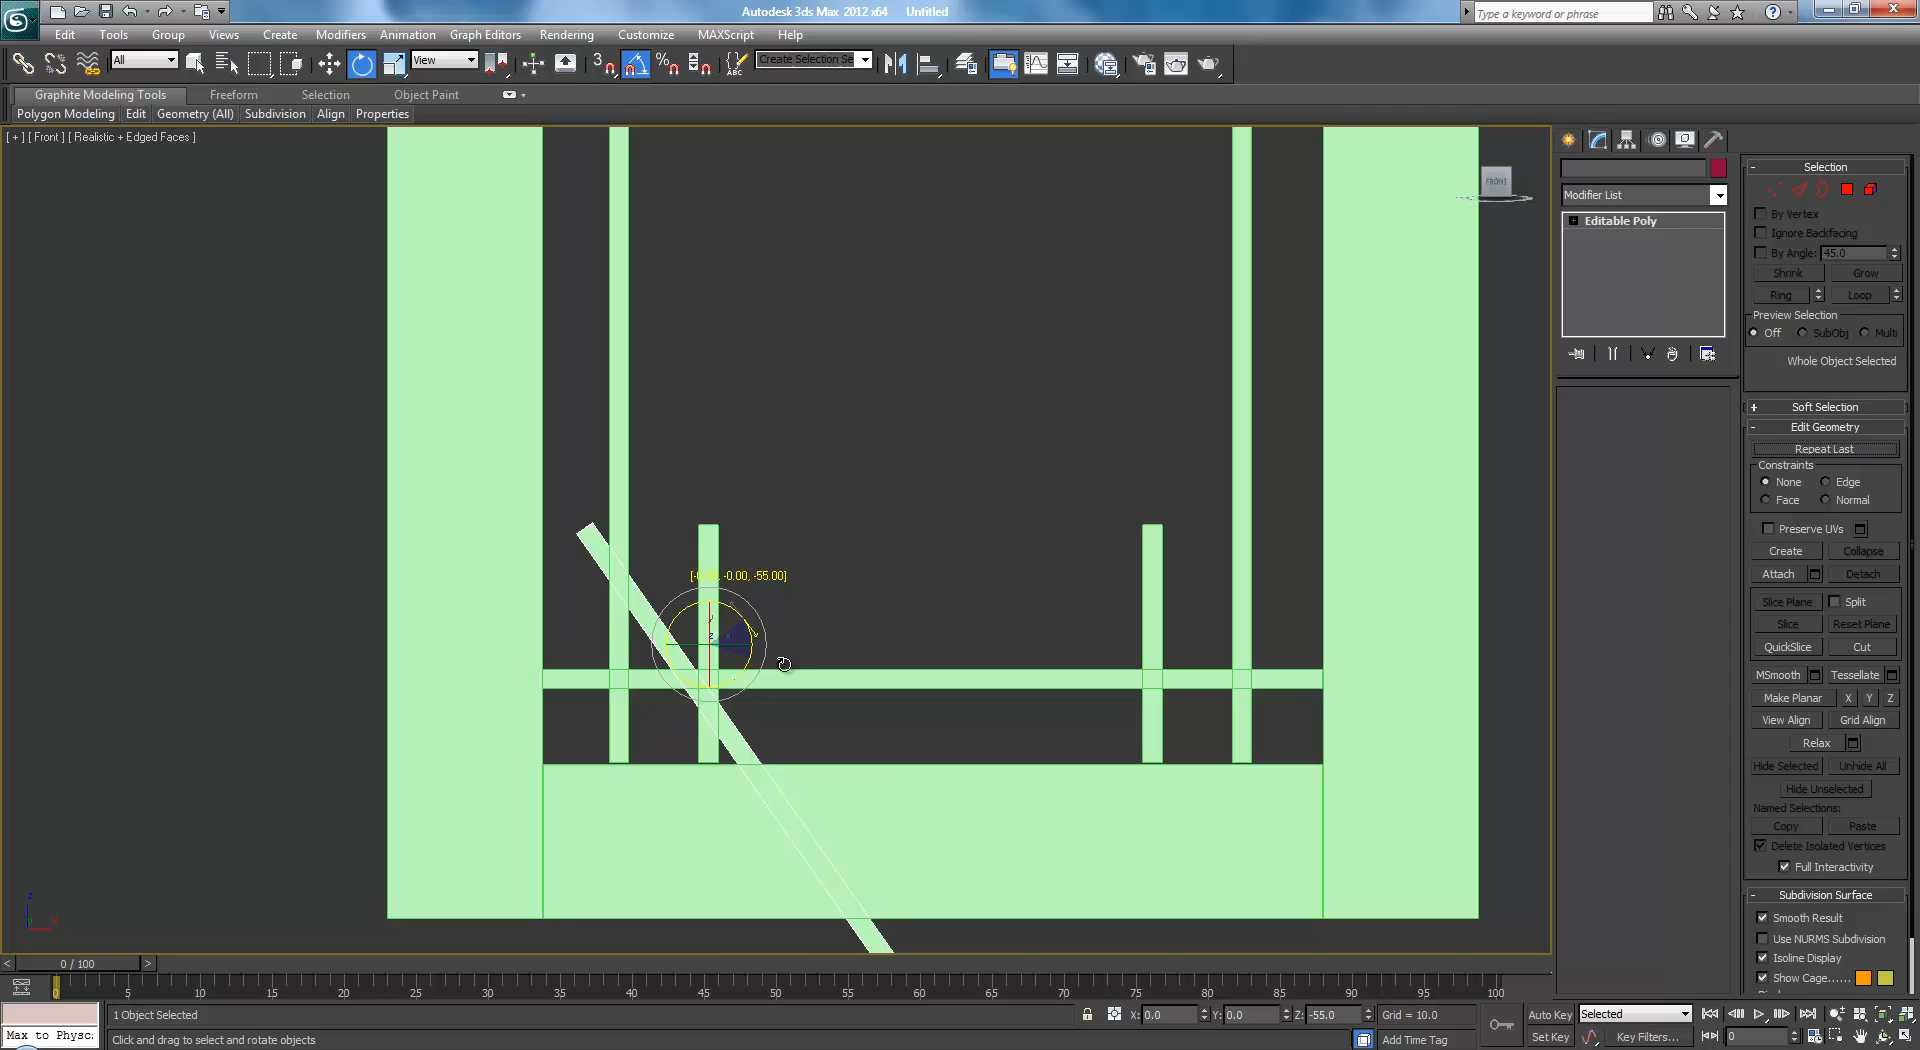 Autodesk 3ds Max 2012 x64 Untitled
Type a keyword or phrase
Edit Tools Group Views Create Modifiers Animation Graph Editors Rendering Customize MAXScript Help
All View 3 ABC Create Selection Se
Graphite Modeling Tools Freeform Selection Object Paint
Polygon Modeling Edit Geometry (All) Subdivision Align Properties
[ + ] [ Front ] [ Realistic + Edged Faces ]
FRONT
Modifier List
Editable Poly
Selection
By Vertex
Ignore Backfacing
By Angle: 45.0
Shrink Grow
Ring Loop
Preview Selection
Off SubObj Multi
Whole Object Selected
Soft Selection
Edit Geometry
Repeat Last
Constraints
None Edge
Face Normal
Preserve UVs
Create Collapse
Attach Detach
Slice Plane Split
Slice Reset Plane
QuickSlice Cut
MSmooth Tessellate
Make Planar X Y Z
View Align Grid Align
Relax
Hide Selected Unhide All
Hide Unselected
Named Selections:
Copy Paste
Delete Isolated Vertices
Full Interactivity
Subdivision Surface
Smooth Result
Use NURMS Subdivision
Isoline Display
Show Cage......
-0.00, -55.00]
z
z
x
0 / 100
0 5 10 15 20 25 30 35 40 45 50 55 60 65 70 75 80 85 90 95 100
1 Object Selected X: 0.0 Y: 0.0 Z: -55.0 Grid = 10.0 Auto Key Selected
Max to Physc Click and drag to select and rotate objects Add Time Tag Set Key Key Filters... 0